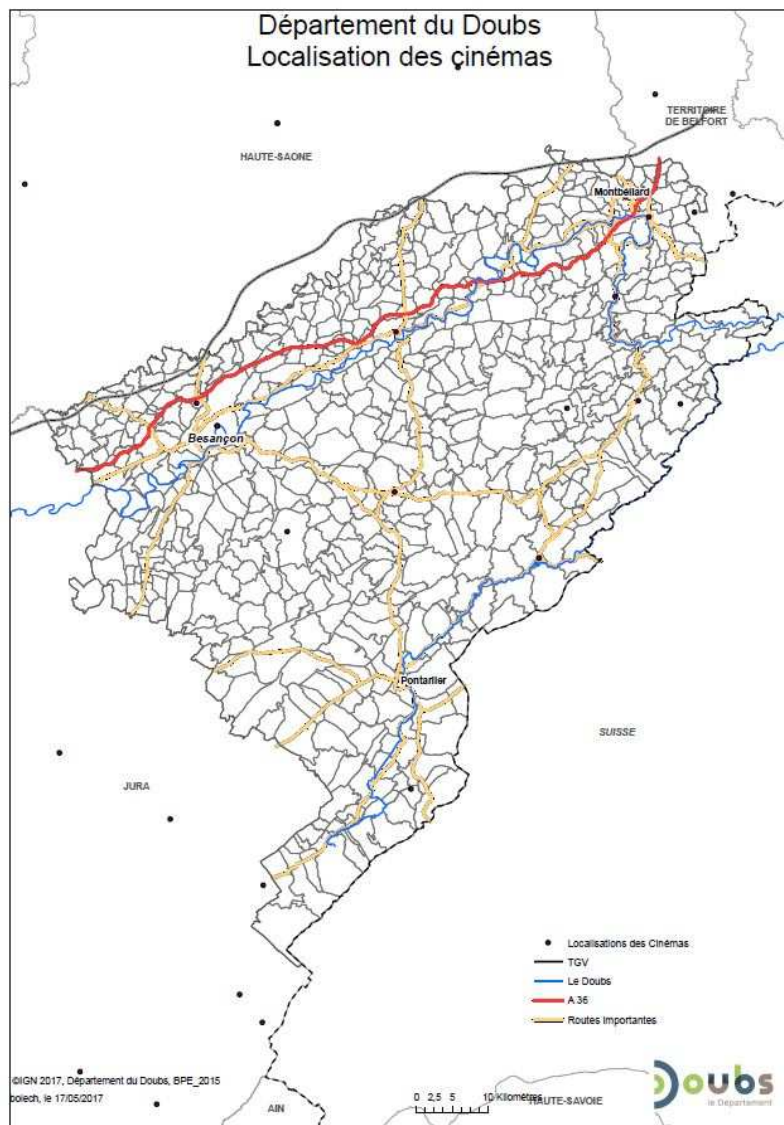 Département du Doubs
Localisation des çinémas
TERRITOIRE
DE BELFORT
HAUTE-SAONE
Montbéliard
Besançon
Pontarlier
SUISSE
JURA
Localisations des Cinémas
TGV
Le Doubs
A 36
Routes Importantes
©IGN 2017, Département du Doubs, BPE_2015
boiech, le 17/05/2017
AIN
0 2,5 5 10 Kilomètres
HAUTE-SAVOIE
Doubs
le Département